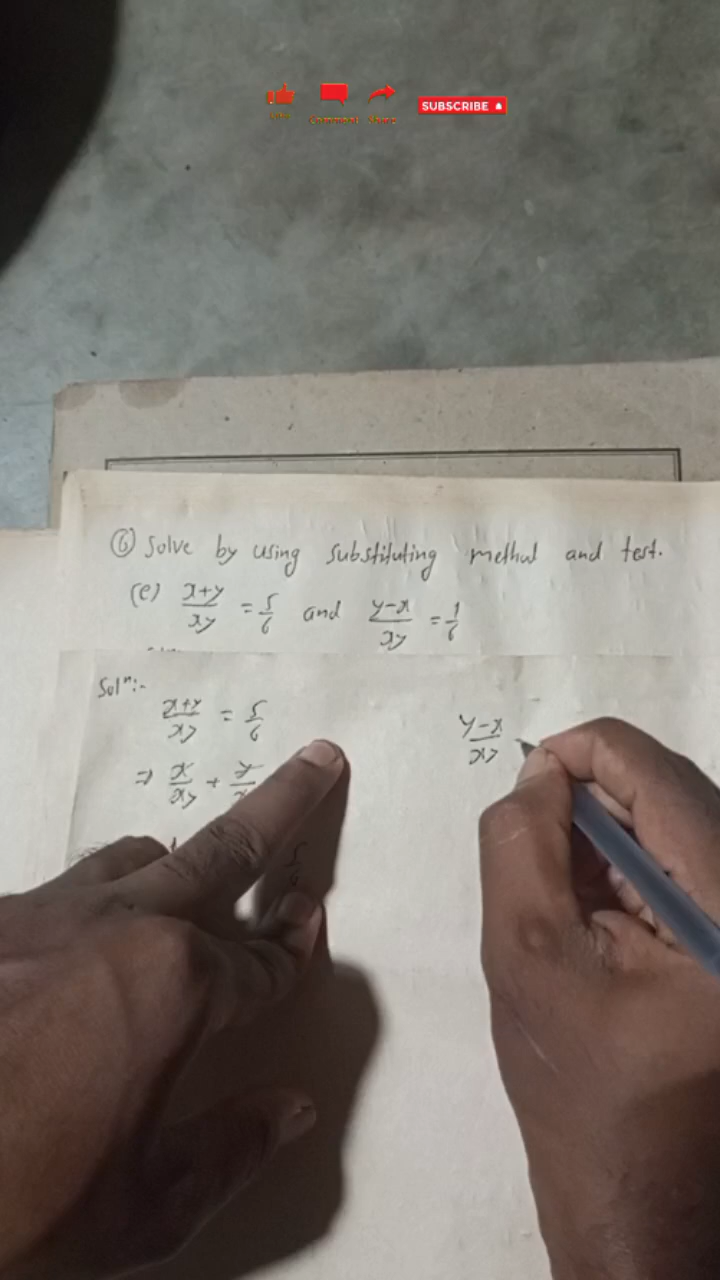 Comment Share SUBSCRIBE
⑥ Solve by using substituting method and test.
(e) x+y/xy = 5/6 and y-x/xy = 1/6
Solⁿ:-
x+y/xy = 5/6
y-x/xy
=> x/xy + y/x